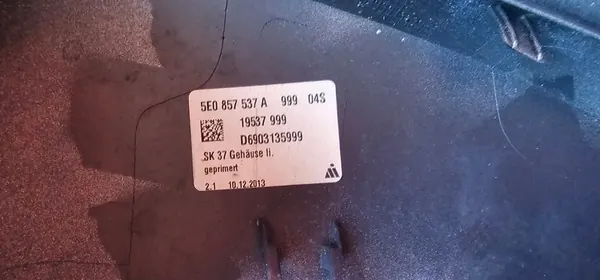 5E0 857 537 A 999 04S
19537 999
D6903135999
SK 37 Gehäuse li.
geprimert
2.1 10.12.2013